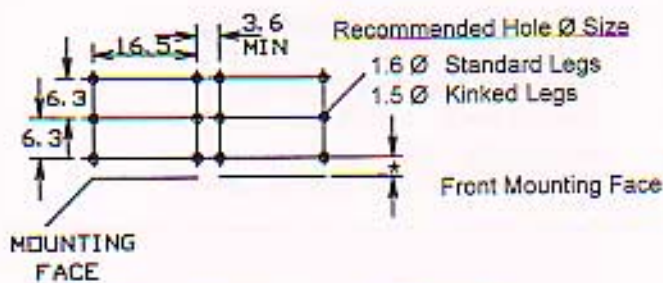 16.5
3.6
MIN
Recommended Hole Ø Size
1.6 Ø Standard Legs
1.5 Ø Kinked Legs
6.3
6.3
*
Front Mounting Face
MOUNTING
FACE